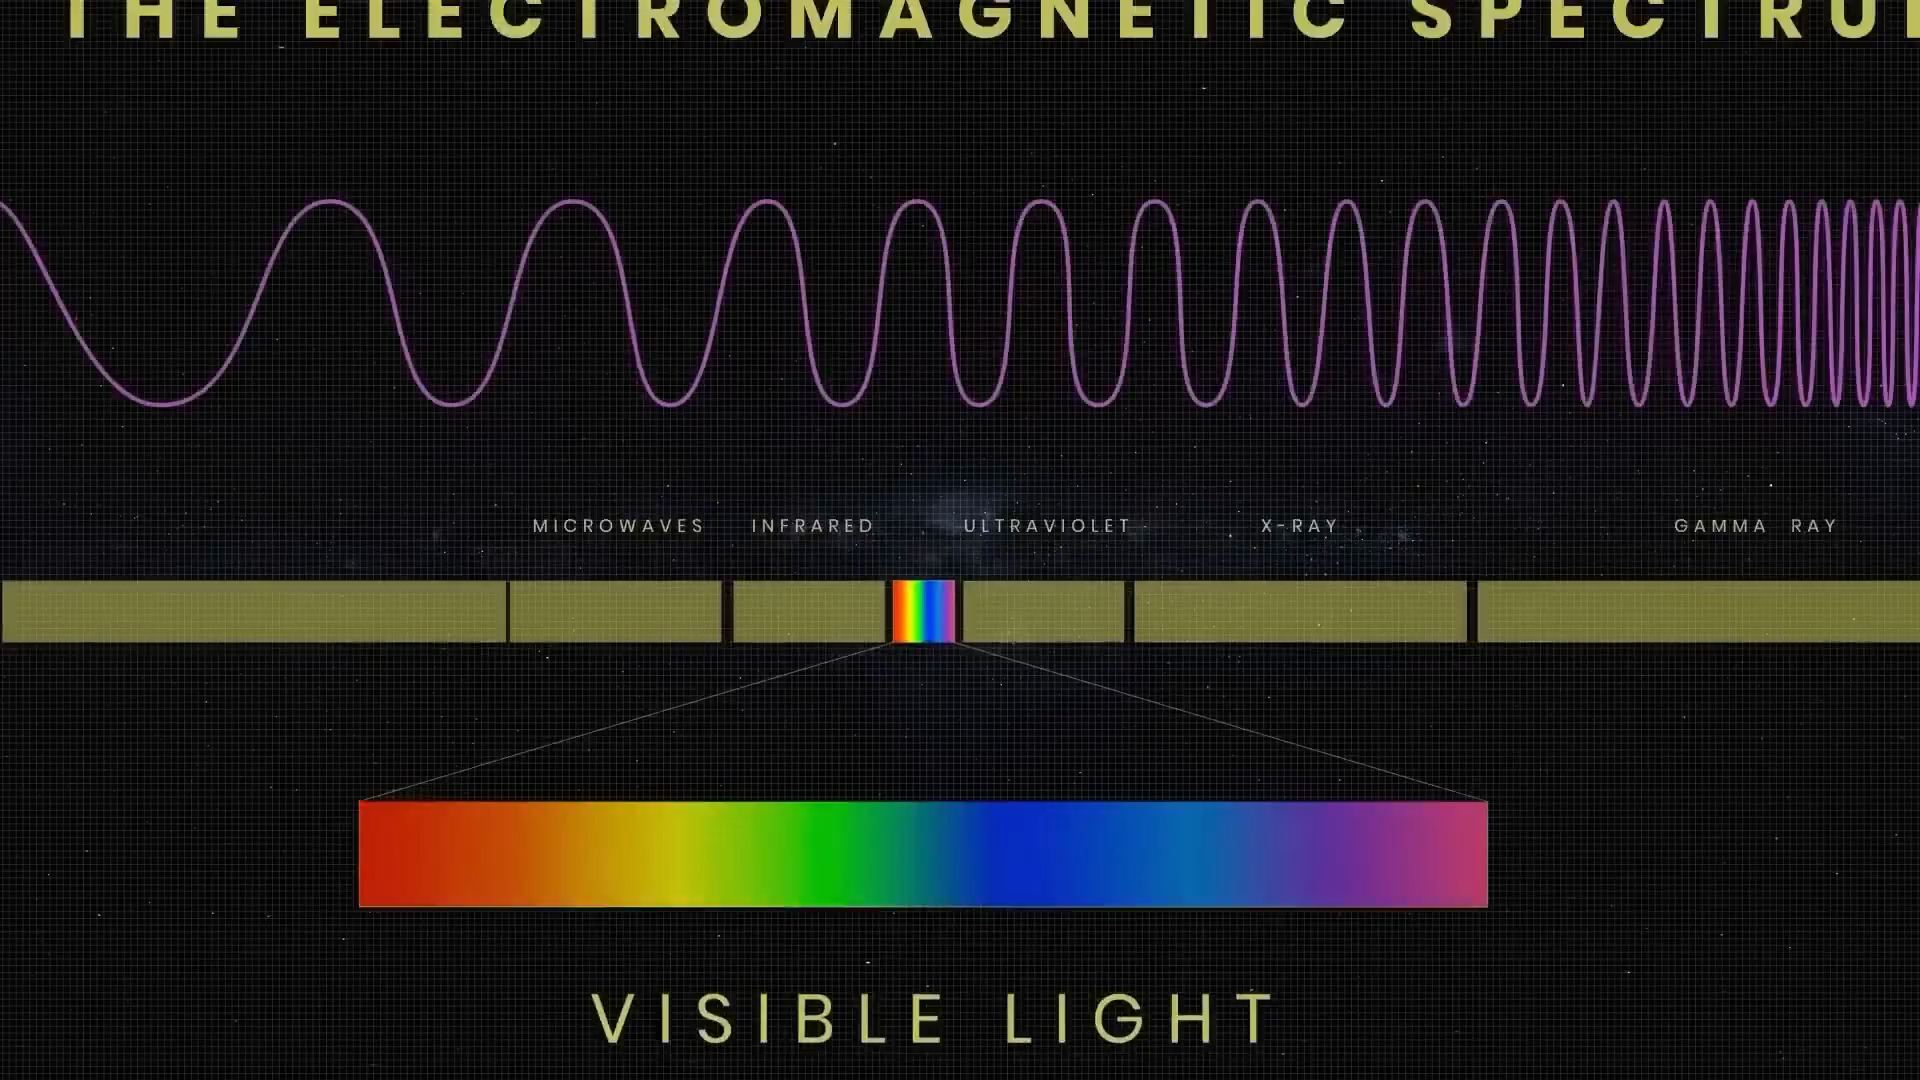 THE ELECTROMAGNETIC SPECTRU
MICROWAVES INFRARED ULTRAVIOLET X-RAY GAMMA RAY
VISIBLE LIGHT